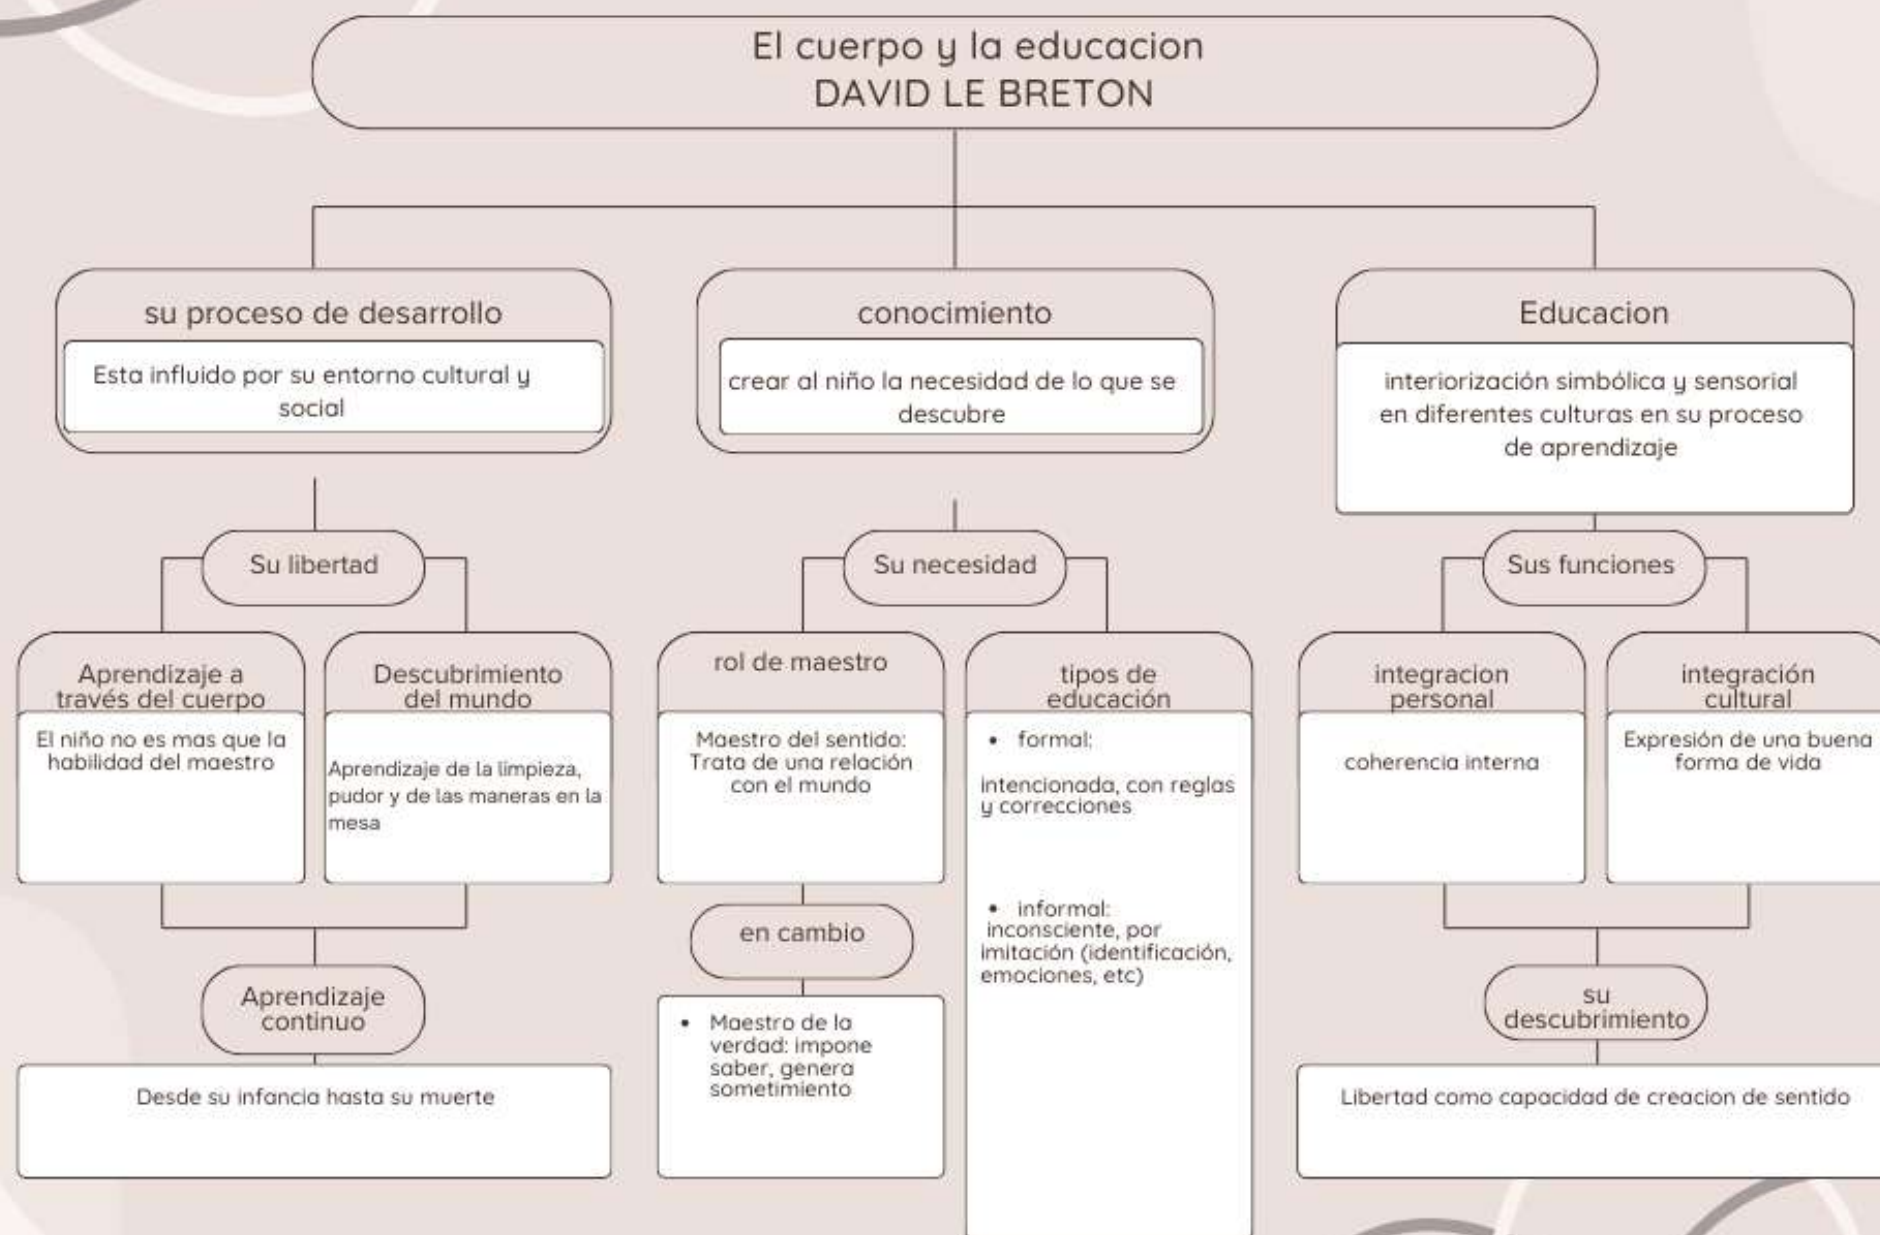 El cuerpo y la educacion
DAVID LE BRETON
su proceso de desarrollo
Esta influido por su entorno cultural y
social
conocimiento
crear al niño la necesidad de lo que se
descubre
Educacion
interiorización simbólica y sensorial
en diferentes culturas en su proceso
de aprendizaje
Su libertad
Su necesidad
Sus funciones
Aprendizaje a
través del cuerpo
El niño no es mas que la
habilidad del maestro
Descubrimiento
del mundo
Aprendizaje de la limpieza,
pudor y de las maneras en la
mesa
rol de maestro
Maestro del sentido:
Trata de una relación
con el mundo
tipos de
educación
• formal:
intencionada, con reglas
y correcciones
• informal:
inconsciente, por
imitación (identificación,
emociones, etc)
integracion
personal
coherencia interna
integración
cultural
Expresión de una buena
forma de vida
Aprendizaje
continuo
Desde su infancia hasta su muerte
en cambio
• Maestro de la
verdad: impone
saber, genera
sometimiento
su
descubrimiento
Libertad como capacidad de creacion de sentido